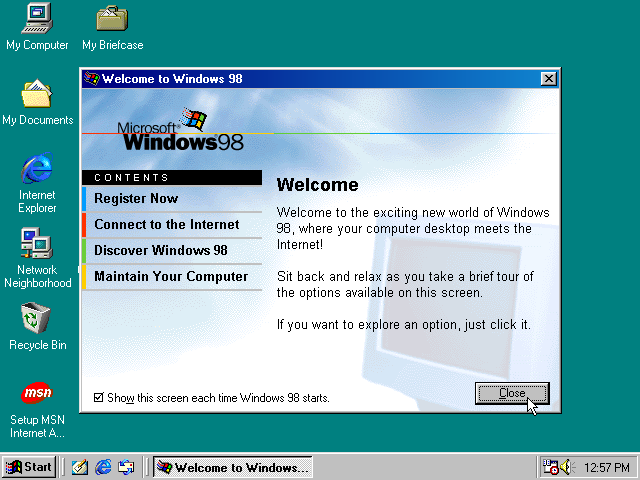 My Computer
My Briefcase
My Documents
Internet
Explorer
Network
Neighborhood
Recycle Bin
msn
Setup MSN
Internet A...
Welcome to Windows 98
Microsoft®
Windows98
CONTENTS
Register Now
Connect to the Internet
Discover Windows 98
Maintain Your Computer
Welcome
Welcome to the exciting new world of Windows
98, where your computer desktop meets the
Internet!
Sit back and relax as you take a brief tour of
the options available on this screen.
If you want to explore an option, just click it.
Show this screen each time Windows 98 starts.
Close
Start
Welcome to Windows...
12:57 PM